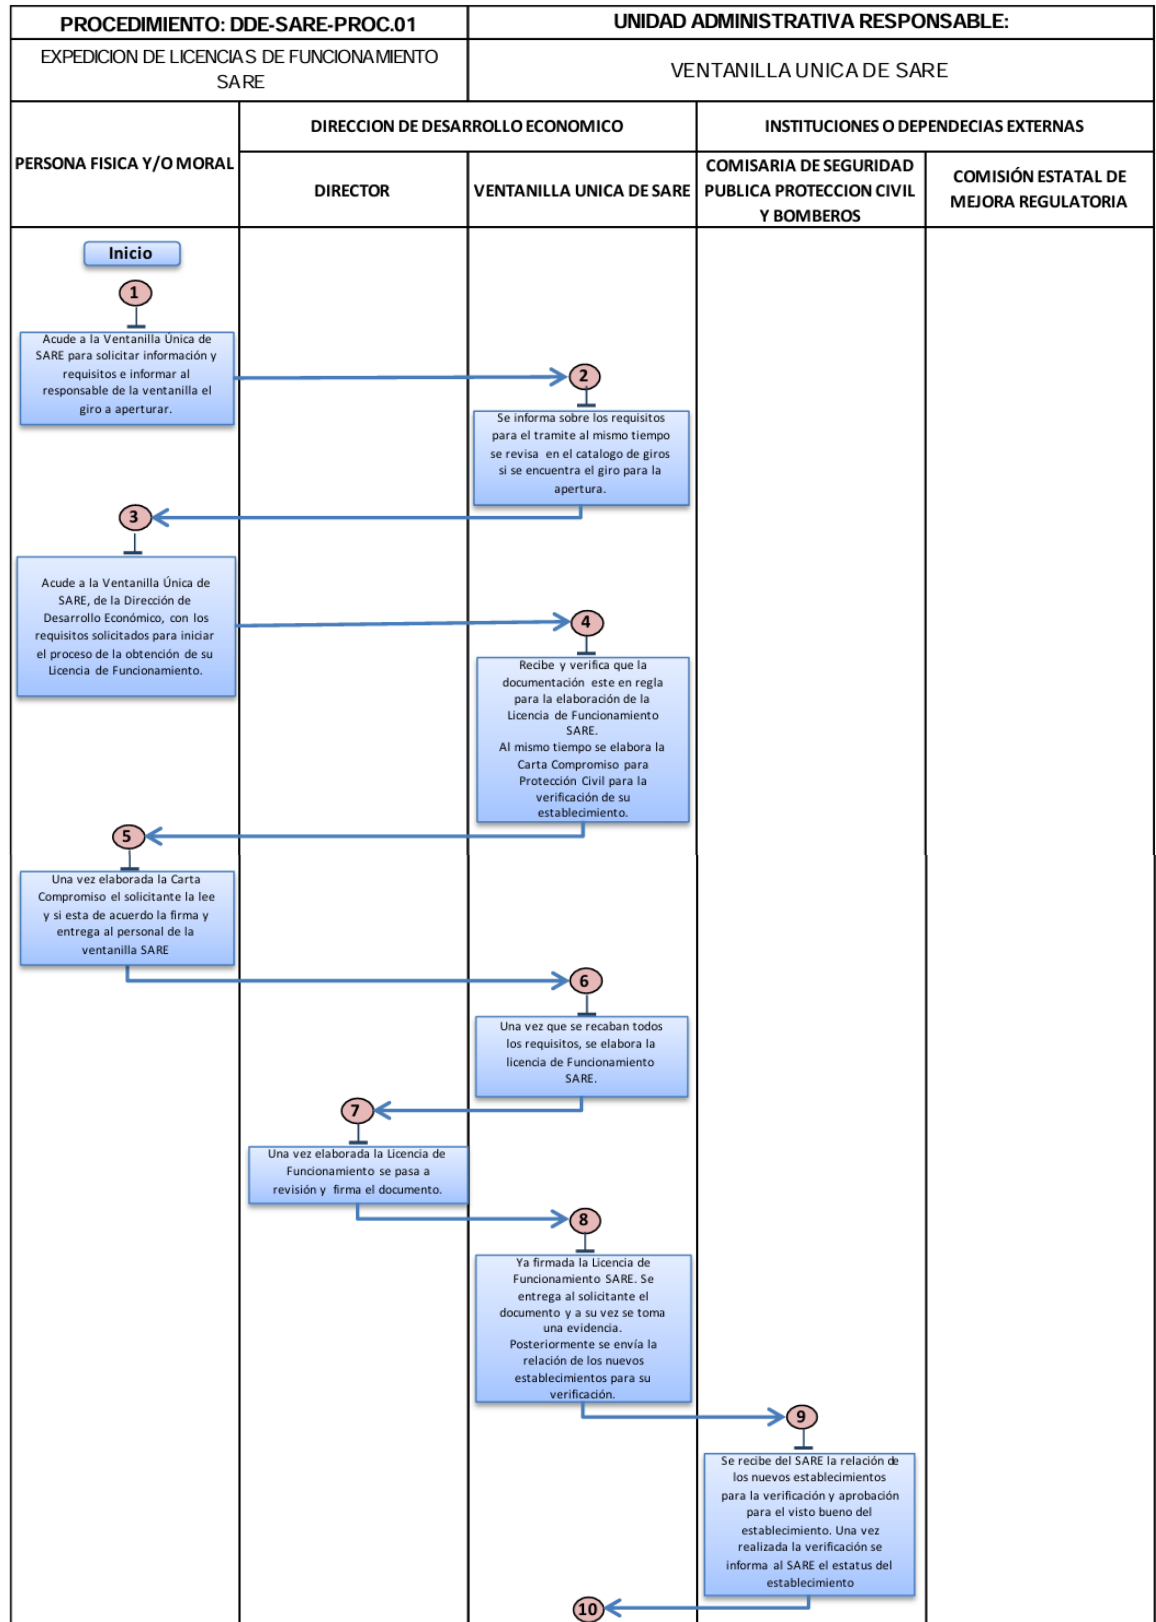 PROCEDIMIENTO: DDE-SARE-PROC.01
UNIDAD ADMINISTRATIVA RESPONSABLE:
EXPEDICION DE LICENCIAS DE FUNCIONAMIENTO
SARE
VENTANILLA UNICA DE SARE
PERSONA FISICA Y/O MORAL
DIRECCION DE DESARROLLO ECONOMICO
INSTITUCIONES O DEPENDECIAS EXTERNAS
DIRECTOR
VENTANILLA UNICA DE SARE
COMISARIA DE SEGURIDAD
PUBLICA PROTECCION CIVIL
Y BOMBEROS
COMISIÓN ESTATAL DE
MEJORA REGULATORIA
Inicio
1
Acude a la Ventanilla Única de
SARE para solicitar información y
requisitos e informar al
responsable de la ventanilla el
giro a aperturar.
2
Se informa sobre los requisitos
para el tramite al mismo tiempo
se revisa en el catalogo de giros
si se encuentra el giro para la
apertura.
3
Acude a la Ventanilla Única de
SARE, de la Dirección de
Desarrollo Económico, con los
requisitos solicitados para iniciar
el proceso de la obtención de su
Licencia de Funcionamiento.
4
Recibe y verifica que la
documentación este en regla
para la elaboración de la
Licencia de Funcionamiento
SARE.
Al mismo tiempo se elabora la
Carta Compromiso para
Protección Civil para la
verificación de su
establecimiento.
5
Una vez elaborada la Carta
Compromiso el solicitante la lee
y si esta de acuerdo la firma y
entrega al personal de la
ventanilla SARE
6
Una vez que se recaban todos
los requisitos, se elabora la
licencia de Funcionamiento
SARE.
7
Una vez elaborada la Licencia de
Funcionamiento se pasa a
revisión y firma el documento.
8
Ya firmada la Licencia de
Funcionamiento SARE. Se
entrega al solicitante el
documento y a su vez se toma
una evidencia.
Posteriormente se envía la
relación de los nuevos
establecimientos para su
verificación.
9
Se recibe del SARE la relación de
los nuevos establecimientos
para la verificación y aprobación
para el visto bueno del
establecimiento. Una vez
realizada la verificación se
informa al SARE el estatus del
establecimiento
10